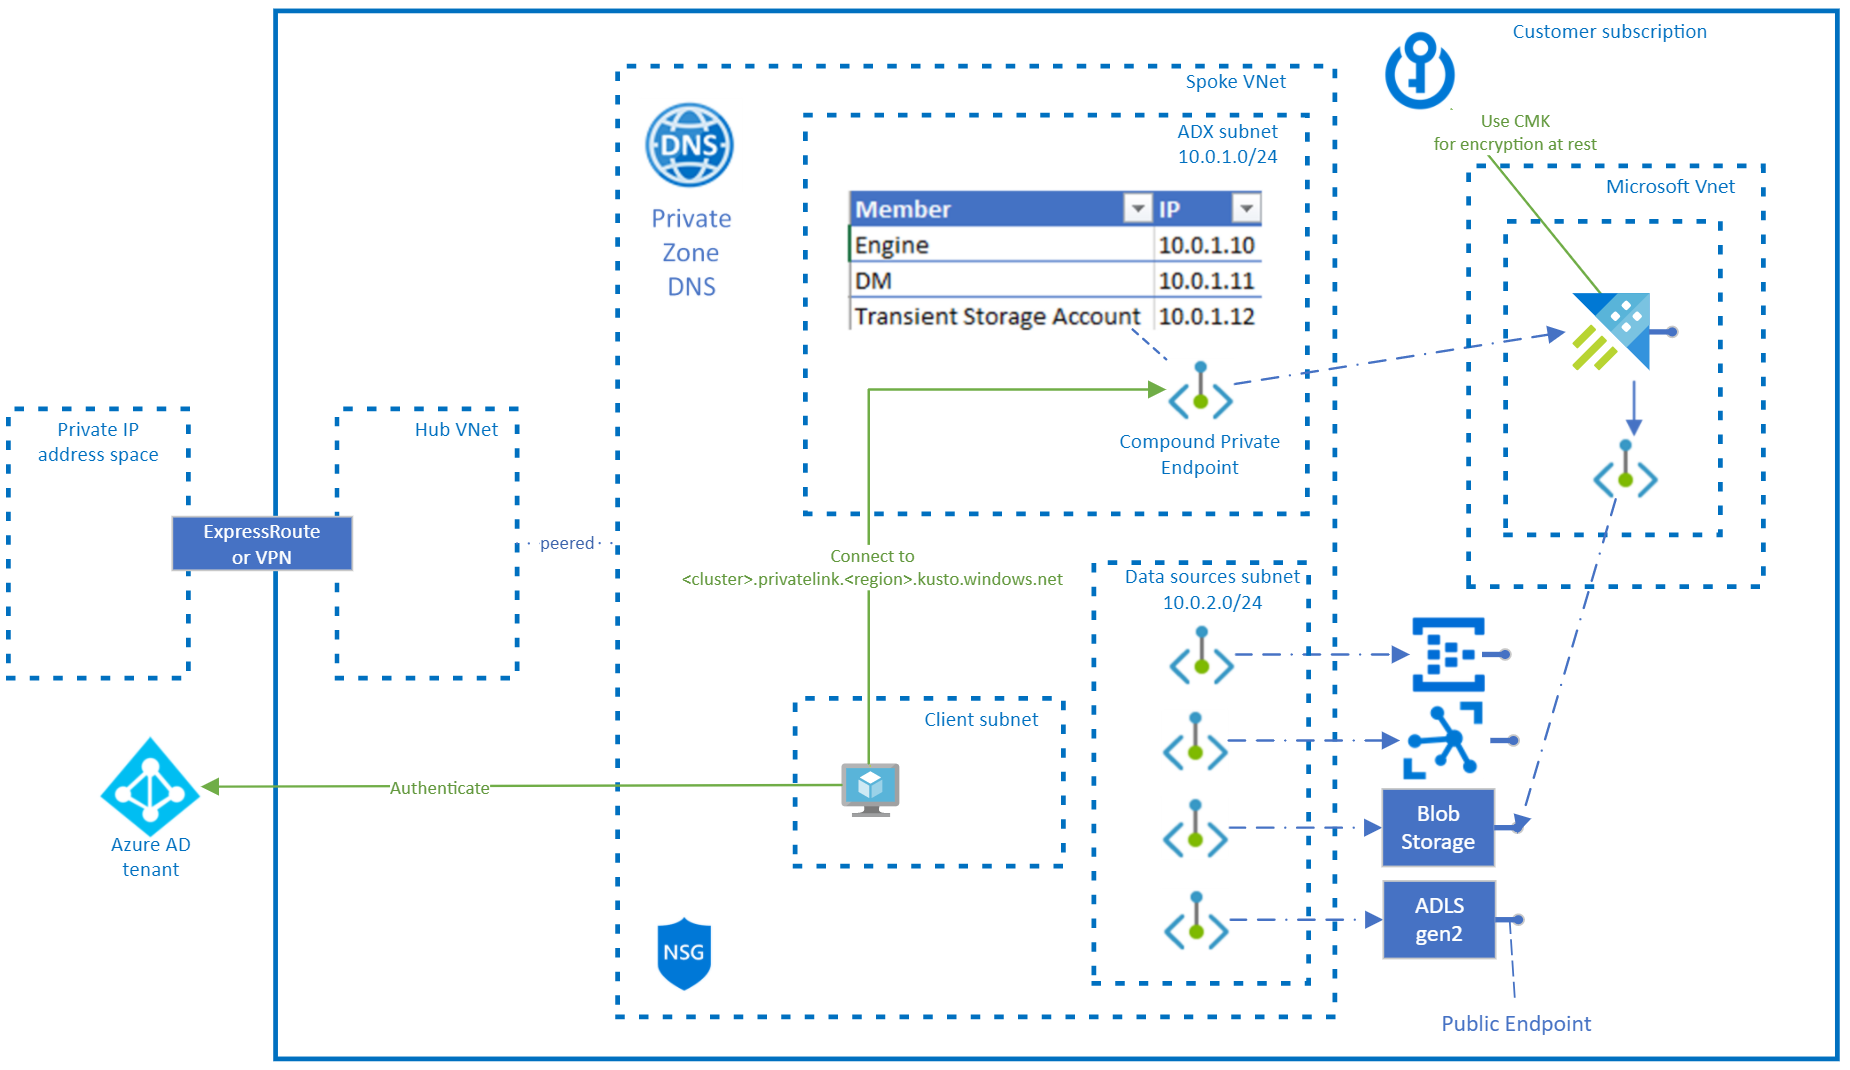 Customer subscription
Spoke VNet
DNS
Private
Zone
DNS
ADX subnet
10.0.1.0/24
Member IP
Engine 10.0.1.10
DM 10.0.1.11
Transient Storage Account 10.0.1.12
Compound Private
Endpoint
Use CMK
for encryption at rest
Microsoft Vnet
Private IP
address space
Hub VNet
ExpressRoute
or VPN
peered
Connect to
<cluster>.privatelink.<region>.kusto.windows.net
Data sources subnet
10.0.2.0/24
Client subnet
Authenticate
Azure AD
tenant
Blob
Storage
ADLS
gen2
NSG
Public Endpoint